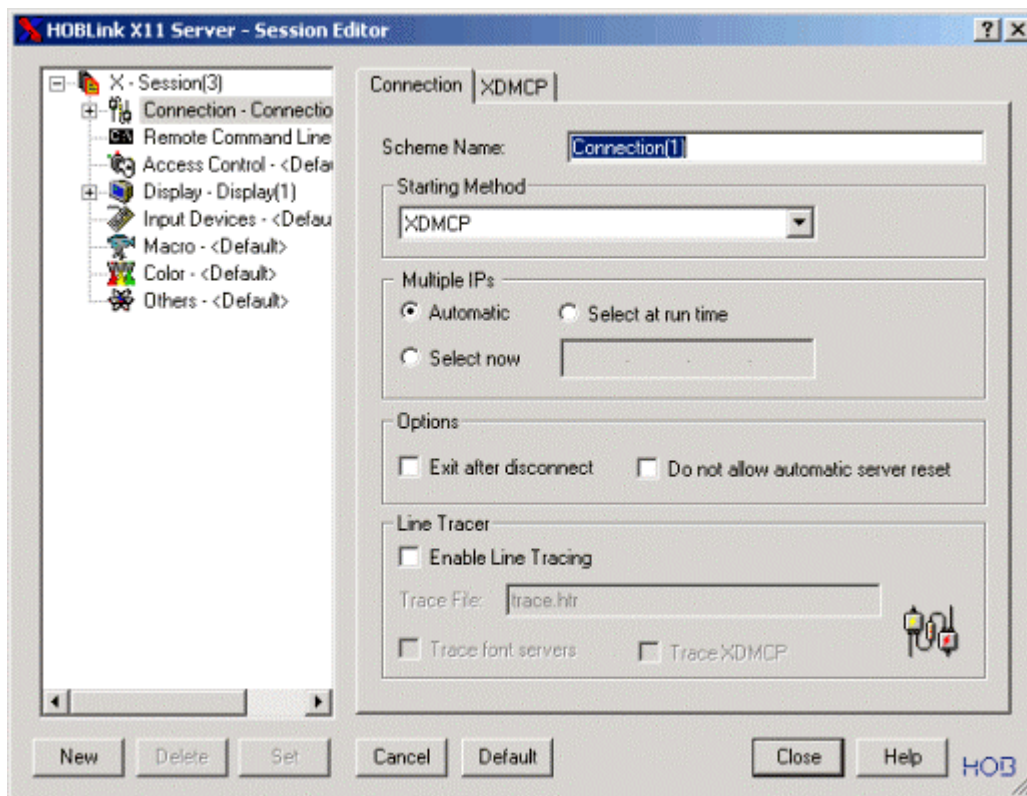 HOBLink X11 Server - Session Editor
X - Session(3)
Connection - Connectio
Remote Command Line
Access Control - <Defau
Display - Display(1)
Input Devices - <Defau
Macro - <Default>
Color - <Default>
Others - <Default>
Connection XDMCP
Scheme Name: Connection(1)
Starting Method
XDMCP
Multiple IPs
Automatic Select at run time
Select now
Options
Exit after disconnect Do not allow automatic server reset
Line Tracer
Enable Line Tracing
Trace File: trace.htr
Trace font servers Trace XDMCP
New Delete Set Cancel Default Close Help HOB